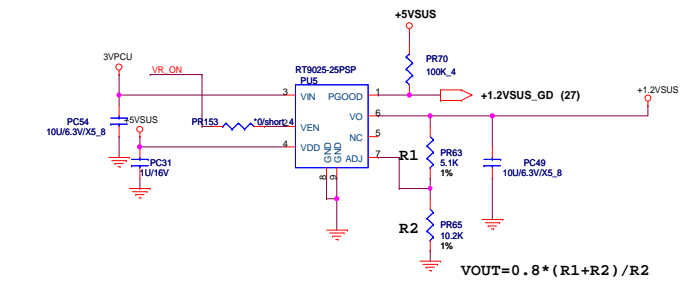 +5VSUS
3VPCU
VR_ON
RT9025-25PSP
PU5
PR70
100K_4
+1.2VSUS
3
VIN
PGOOD
1
+1.2VSUS_GD (27)
PC54
10U/6.3V/X5_8
+5VSUS
PR153
*0/short_4
2
VEN
VO
6
NC
5
4
VDD
GND
GND
ADJ
7
R1
PR63
5.1K
1%
PC31
1U/16V
PC49
10U/6.3V/X5_8
8
9
R2
PR65
10.2K
1%
VOUT=0.8*(R1+R2)/R2